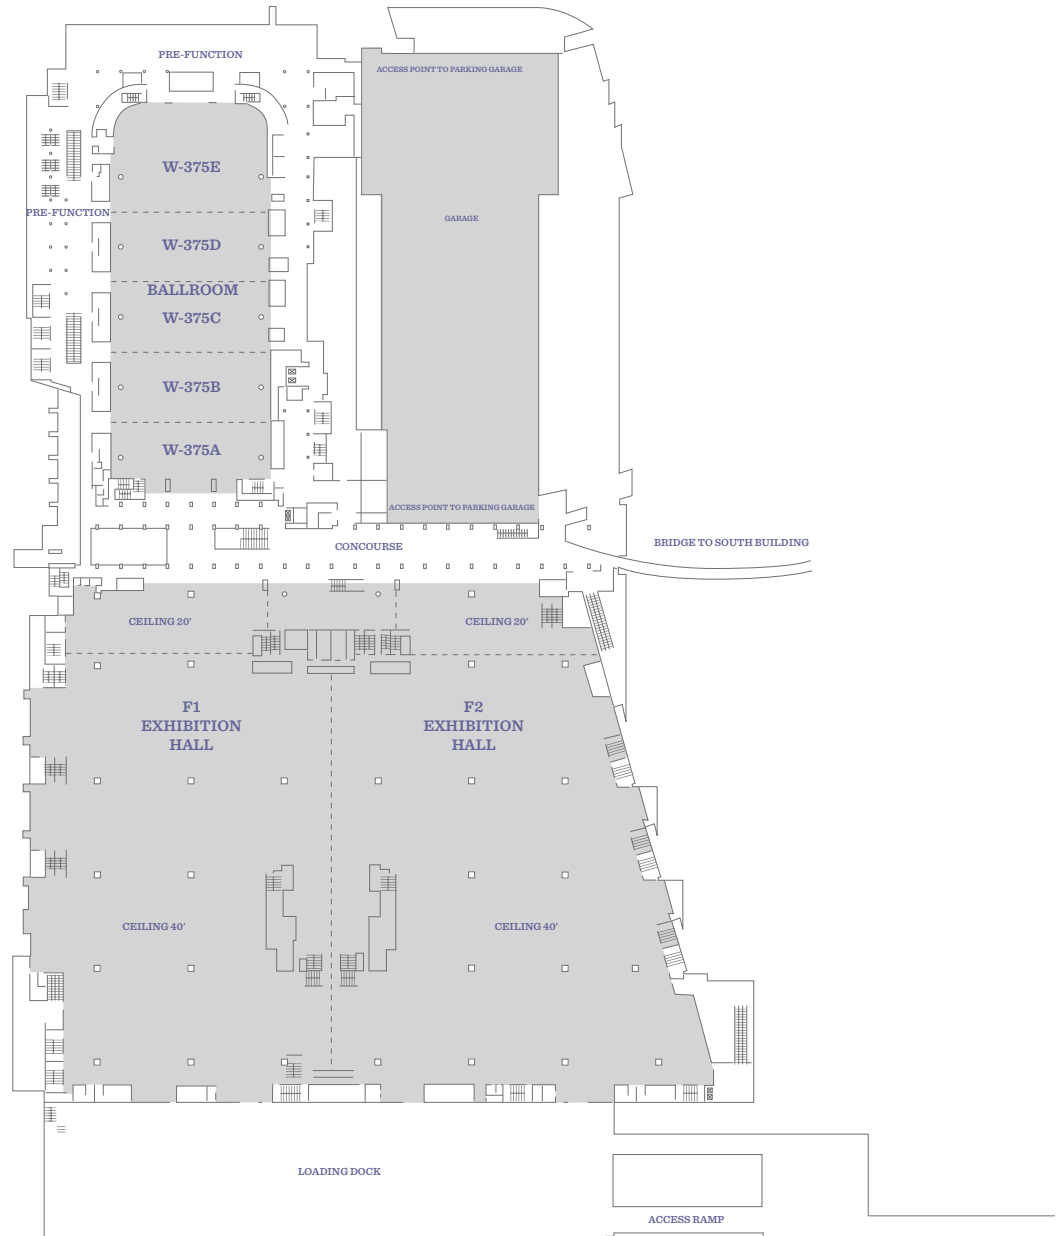 PRE-FUNCTION
ACCESS POINT TO PARKING GARAGE
W-375E
PRE-FUNCTION
GARAGE
W-375D
BALLROOM
W-375C
W-375B
W-375A
ACCESS POINT TO PARKING GARAGE
CONCOURSE
BRIDGE TO SOUTH BUILDING
CEILING 20'
CEILING 20'
F1
EXHIBITION
HALL
F2
EXHIBITION
HALL
CEILING 40'
CEILING 40'
LOADING DOCK
ACCESS RAMP